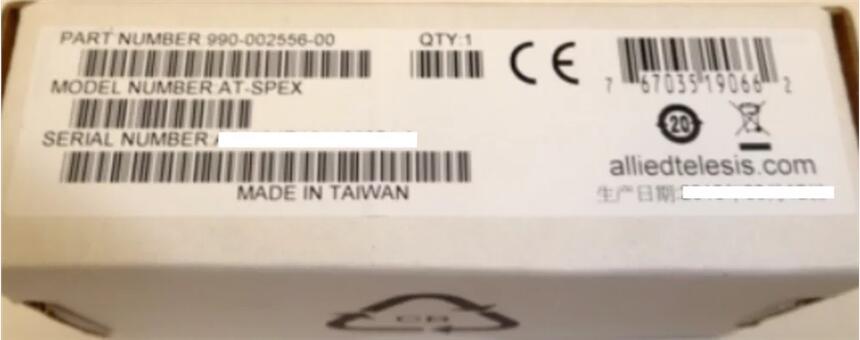 PART NUMBER:990-002556-00
QTY:1
CE
7 67035 19066 2
MODEL NUMBER:AT-SPEX
SERIAL NUMBER:A
20
alliedtelesis.com
MADE IN TAIWAN
生产日期:
CB